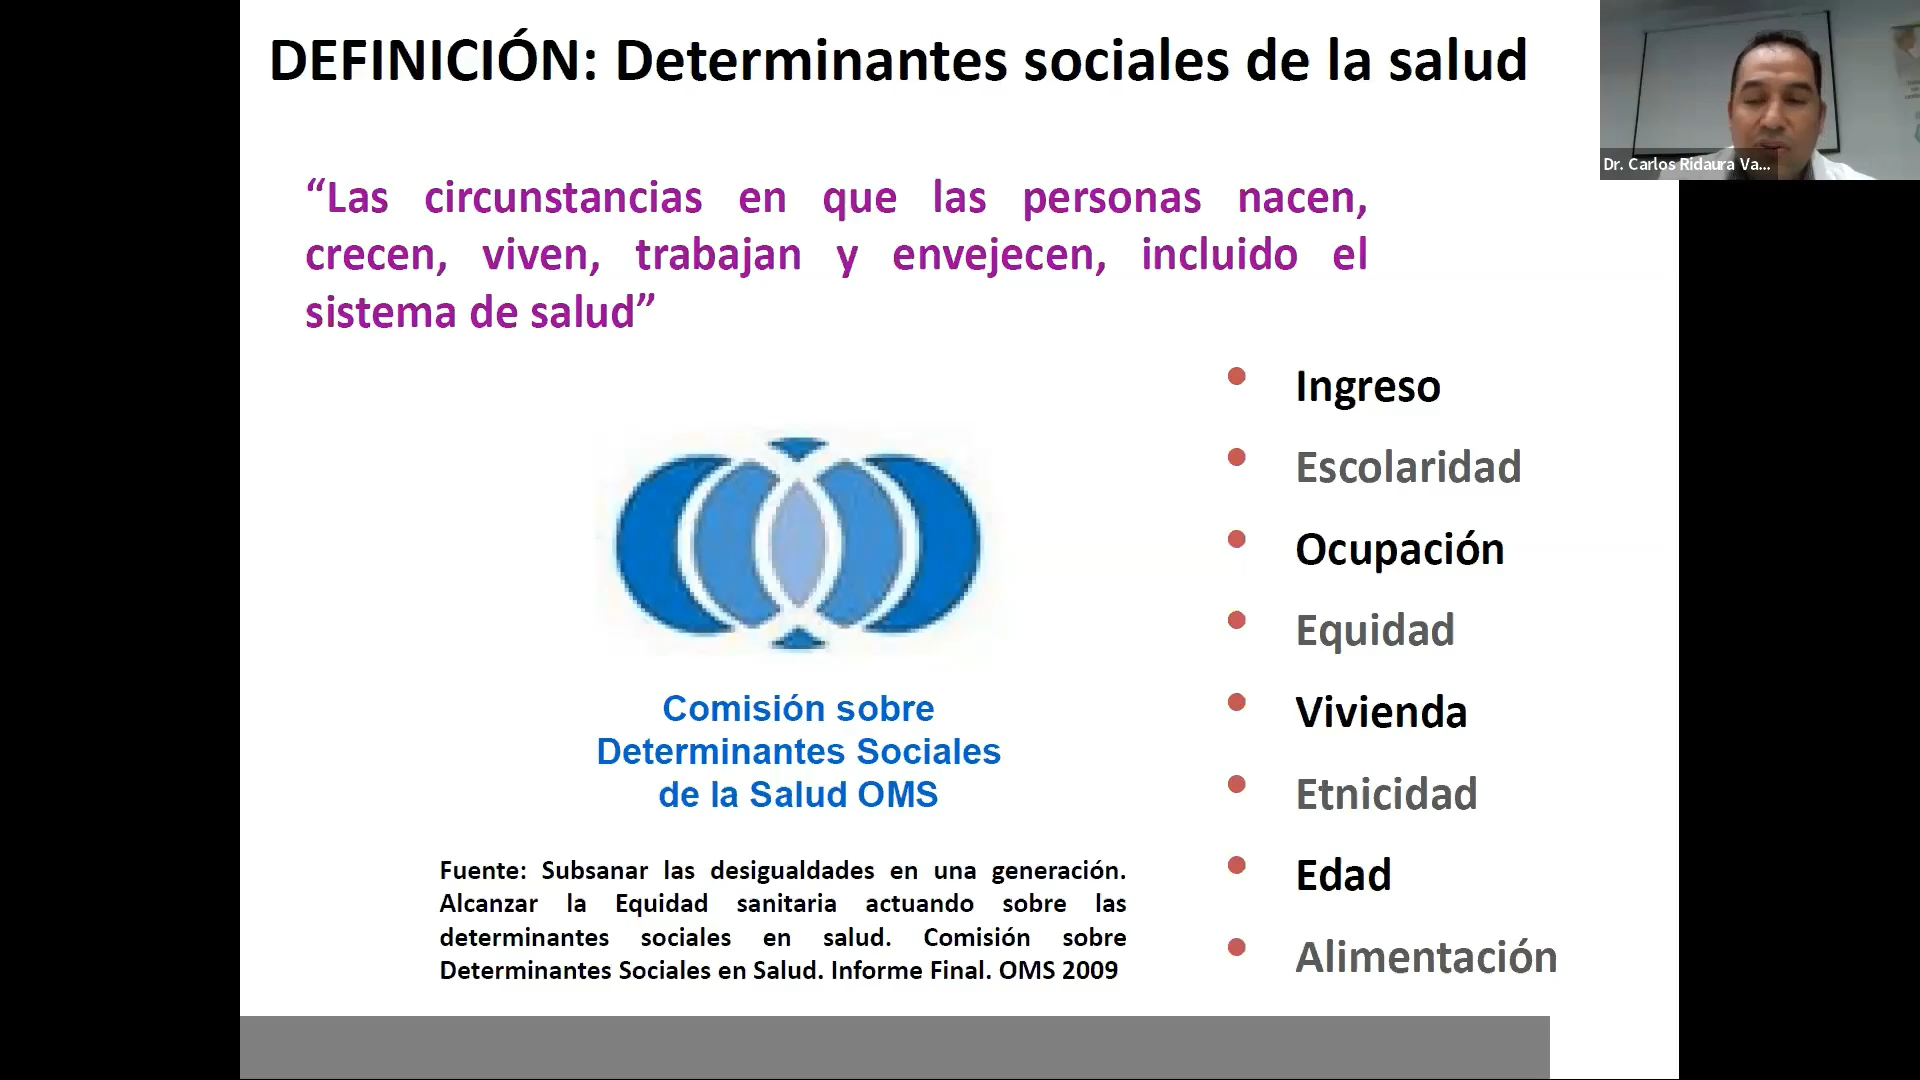 DEFINICIÓN: Determinantes sociales de la salud
Dr. Carlos Ridaura Va...
“Las circunstancias en que las personas nacen,
crecen, viven, trabajan y envejecen, incluido el
sistema de salud”
• Ingreso
• Escolaridad
• Ocupación
• Equidad
• Vivienda
• Etnicidad
• Edad
• Alimentación
Comisión sobre
Determinantes Sociales
de la Salud OMS
Fuente: Subsanar las desigualdades en una generación.
Alcanzar la Equidad sanitaria actuando sobre las
determinantes sociales en salud. Comisión sobre
Determinantes Sociales en Salud. Informe Final. OMS 2009